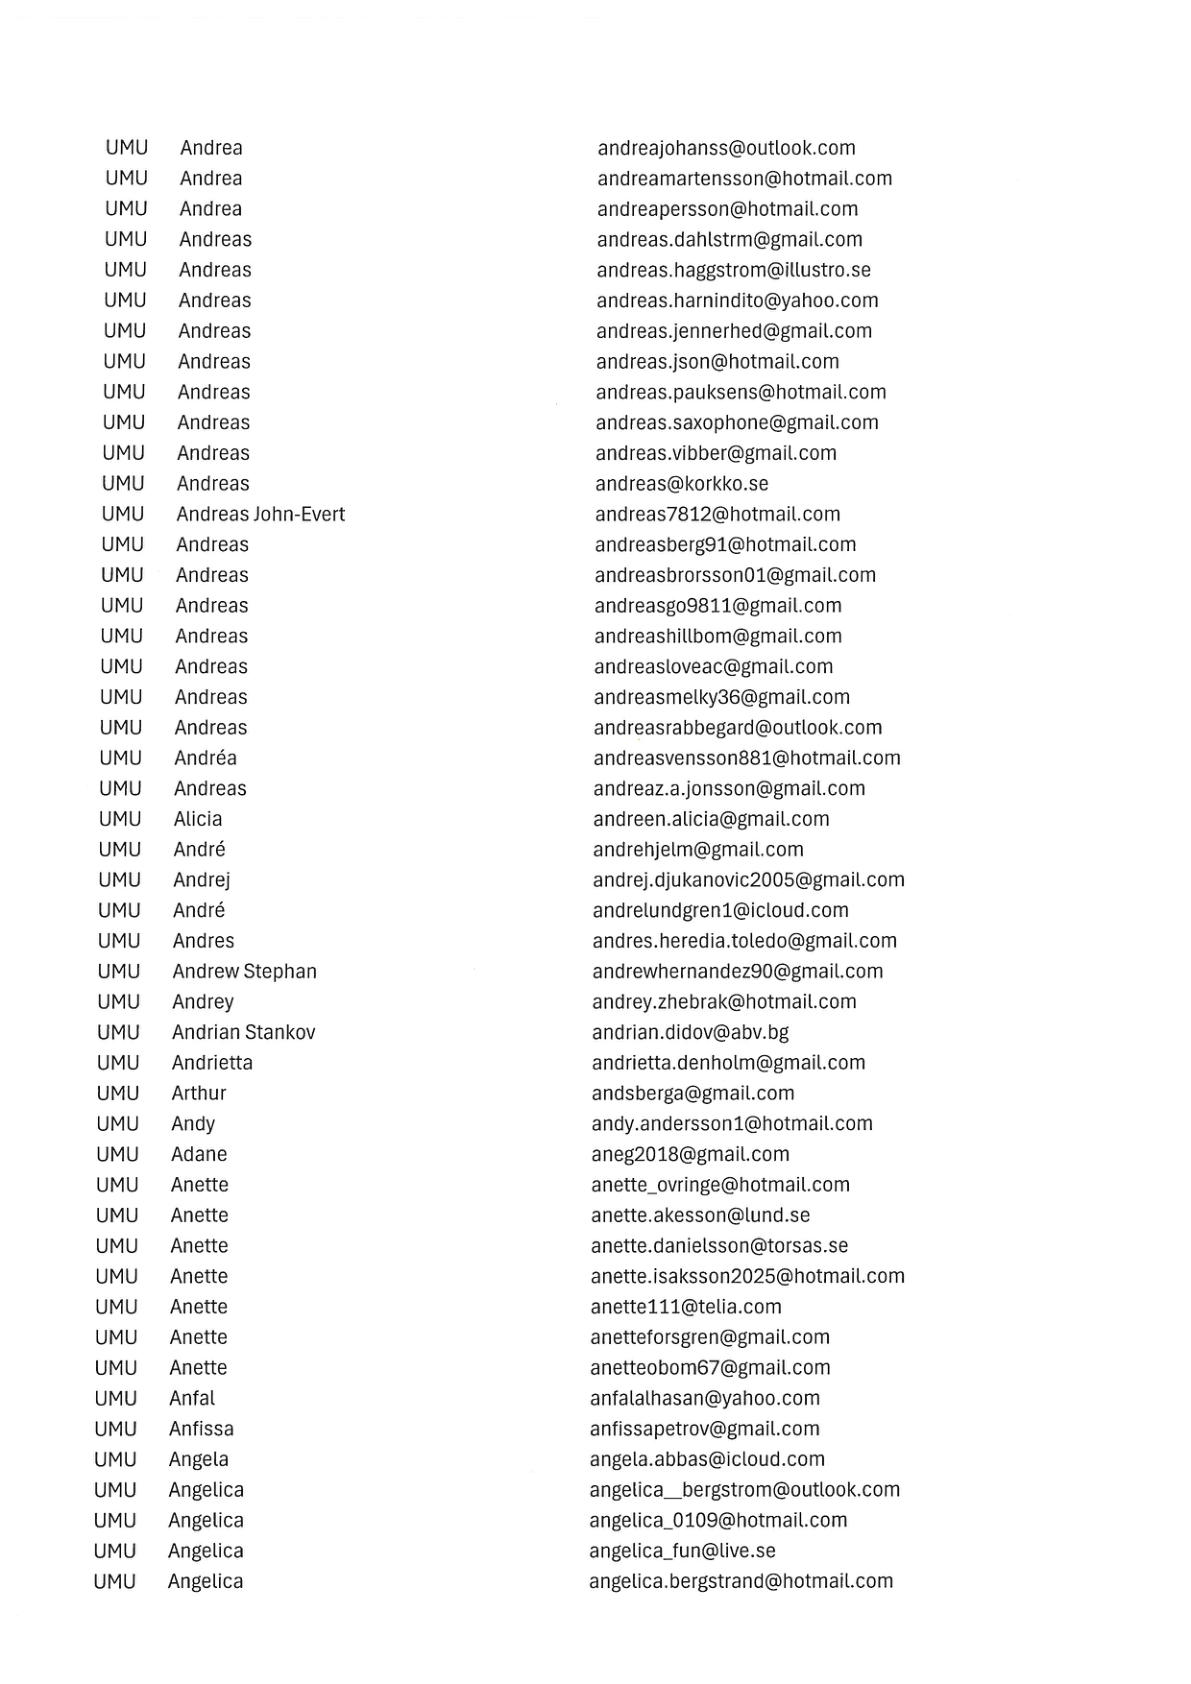 UMU Andrea andreajohanss@outlook.com
UMU Andrea andreamartensson@hotmail.com
UMU Andrea andreapersson@hotmail.com
UMU Andreas andreas.dahlstrm@gmail.com
UMU Andreas andreas.haggstrom@illustro.se
UMU Andreas andreas.harnindito@yahoo.com
UMU Andreas andreas.jennerhed@gmail.com
UMU Andreas andreas.json@hotmail.com
UMU Andreas andreas.pauksens@hotmail.com
UMU Andreas andreas.saxophone@gmail.com
UMU Andreas andreas.vibber@gmail.com
UMU Andreas andreas@korkko.se
UMU Andreas John-Evert andreas7812@hotmail.com
UMU Andreas andreasberg91@hotmail.com
UMU Andreas andreasbrorsson01@gmail.com
UMU Andreas andreasgo9811@gmail.com
UMU Andreas andreashillbom@gmail.com
UMU Andreas andreasloveac@gmail.com
UMU Andreas andreasmelky36@gmail.com
UMU Andreas andreasrabbegard@outlook.com
UMU Andréa andreasvensson881@hotmail.com
UMU Andreas andreaz.a.jonsson@gmail.com
UMU Alicia andreen.alicia@gmail.com
UMU André andrehjelm@gmail.com
UMU Andrej andrej.djukanovic2005@gmail.com
UMU André andrelundgren1@icloud.com
UMU Andres andres.heredia.toledo@gmail.com
UMU Andrew Stephan andrewhernandez90@gmail.com
UMU Andrey andrey.zhebrak@hotmail.com
UMU Andrian Stankov andrian.didov@abv.bg
UMU Andrietta andrietta.denholm@gmail.com
UMU Arthur andsberga@gmail.com
UMU Andy andy.andersson1@hotmail.com
UMU Adane aneg2018@gmail.com
UMU Anette anette_ovringe@hotmail.com
UMU Anette anette.akesson@lund.se
UMU Anette anette.danielsson@torsas.se
UMU Anette anette.isaksson2025@hotmail.com
UMU Anette anette111@telia.com
UMU Anette anetteforsgren@gmail.com
UMU Anette anetteobom67@gmail.com
UMU Anfal anfalalhasan@yahoo.com
UMU Anfissa anfissapetrov@gmail.com
UMU Angela angela.abbas@icloud.com
UMU Angelica angelica__bergstrom@outlook.com
UMU Angelica angelica_0109@hotmail.com
UMU Angelica angelica_fun@live.se
UMU Angelica angelica.bergstrand@hotmail.com